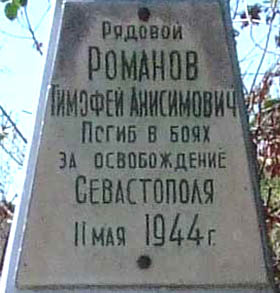 Рядовой
Романов
Тимофей Анисимович
Погиб в боях
за освобождение
Севастополя
11 мая 1944 г.